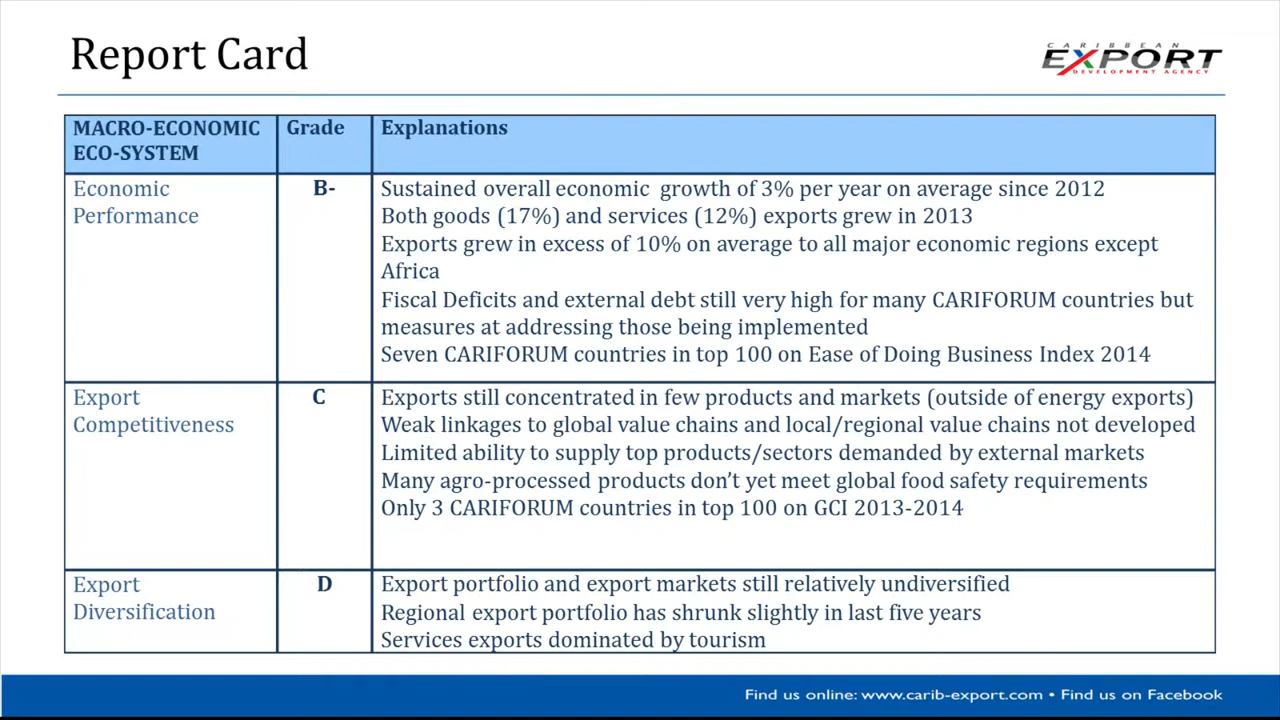 Report Card
CARIBBEAN
EXPORT
DEVELOPMENT AGENCY
MACRO-ECONOMIC
ECO-SYSTEM
Grade
Explanations
Economic
Performance
B-
Sustained overall economic growth of 3% per year on average since 2012
Both goods (17%) and services (12%) exports grew in 2013
Exports grew in excess of 10% on average to all major economic regions except
Africa
Fiscal Deficits and external debt still very high for many CARIFORUM countries but
measures at addressing those being implemented
Seven CARIFORUM countries in top 100 on Ease of Doing Business Index 2014
Export
Competitiveness
C
Exports still concentrated in few products and markets (outside of energy exports)
Weak linkages to global value chains and local/regional value chains not developed
Limited ability to supply top products/sectors demanded by external markets
Many agro-processed products don’t yet meet global food safety requirements
Only 3 CARIFORUM countries in top 100 on GCI 2013-2014
Export
Diversification
D
Export portfolio and export markets still relatively undiversified
Regional export portfolio has shrunk slightly in last five years
Services exports dominated by tourism
Find us online: www.carib-export.com • Find us on Facebook